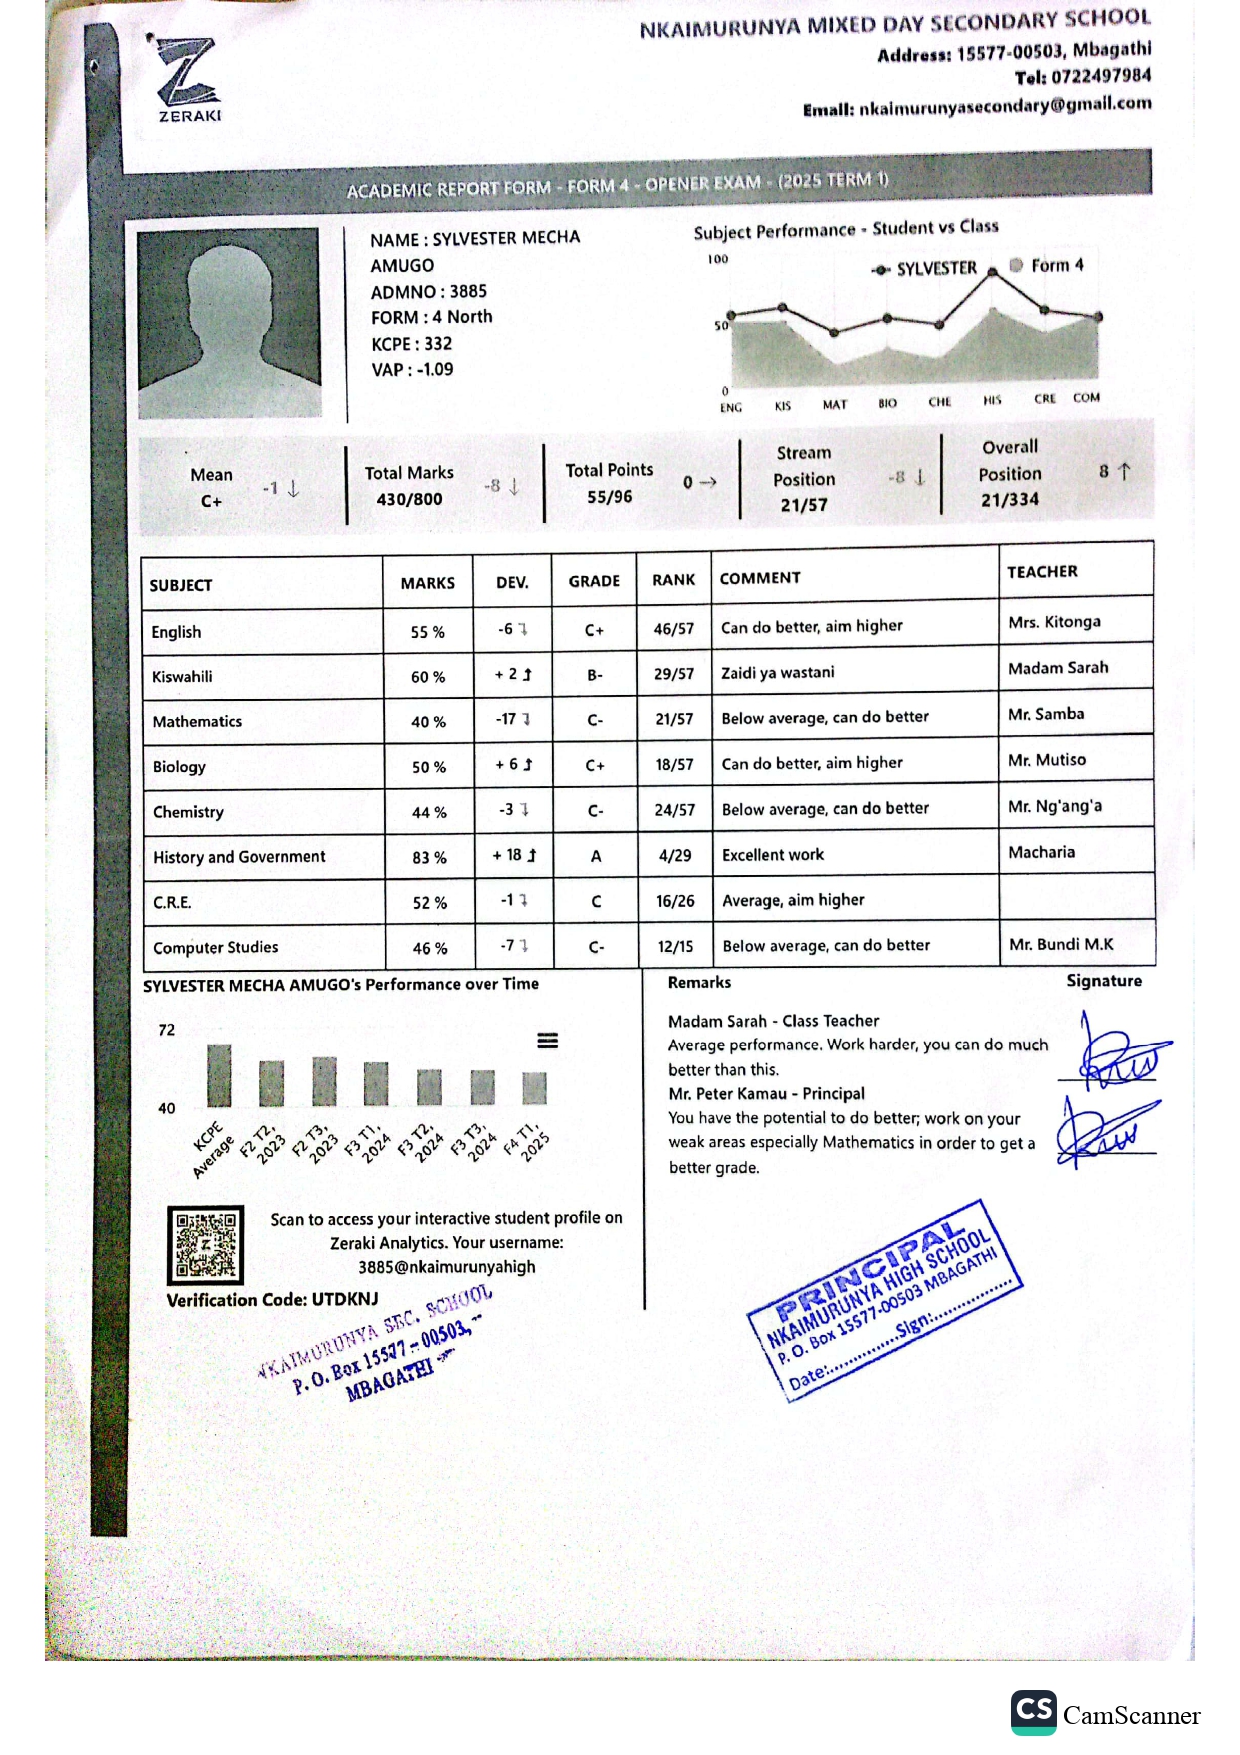 NKAIMURUNYA MIXED DAY SECONDARY SCHOOL
Address: 15577-00503, Mbagathi
Tel: 0722497984
Email: nkaimurunyasecondary@gmail.com
ZERAKI
ACADEMIC REPORT FORM - FORM 4 - OPENER EXAM - (2025 TERM 1)
NAME : SYLVESTER MECHA
AMUGO
ADMNO : 3885
FORM : 4 North
KCPE : 332
VAP : -1.09
Subject Performance - Student vs Class
100
SYLVESTER Form 4
50
0
ENG KIS MAT BIO CHE HIS CRE COM
Mean
C+
-1 ↓
Total Marks
430/800
-8 ↓
Total Points
55/96
0 →
Stream
Position
21/57
-8 ↓
Overall
Position
21/334
8 ↑
SUBJECT MARKS DEV. GRADE RANK COMMENT TEACHER
English 55 % -6 C+ 46/57 Can do better, aim higher Mrs. Kitonga
Kiswahili 60 % + 2 B- 29/57 Zaidi ya wastani Madam Sarah
Mathematics 40 % -17 C- 21/57 Below average, can do better Mr. Samba
Biology 50 % + 6 C+ 18/57 Can do better, aim higher Mr. Mutiso
Chemistry 44 % -3 C- 24/57 Below average, can do better Mr. Ng'ang'a
History and Government 83 % + 18 A 4/29 Excellent work Macharia
C.R.E. 52 % -1 C 16/26 Average, aim higher
Computer Studies 46 % -7 C- 12/15 Below average, can do better Mr. Bundi M.K
SYLVESTER MECHA AMUGO's Performance over Time
72
40
KCPE Average
F2 T2, 2023
F2 T3, 2023
F3 T1, 2024
F3 T2, 2024
F3 T3, 2024
F4 T1, 2025
Remarks Signature
Madam Sarah - Class Teacher
Average performance. Work harder, you can do much
better than this.
Mr. Peter Kamau - Principal
You have the potential to do better; work on your
weak areas especially Mathematics in order to get a
better grade.
Scan to access your interactive student profile on
Zeraki Analytics. Your username:
3885@nkaimurunyahigh
Verification Code: UTDKNJ
NKAIMURUNYA SEC. SCHOOL
P. O. Box 15577 - 00503,
MBAGATHI
PRINCIPAL
NKAIMURUNYA HIGH SCHOOL
P. O. Box 15577-00503 MBAGATHI
Date:...............Sign:.................
CS CamScanner